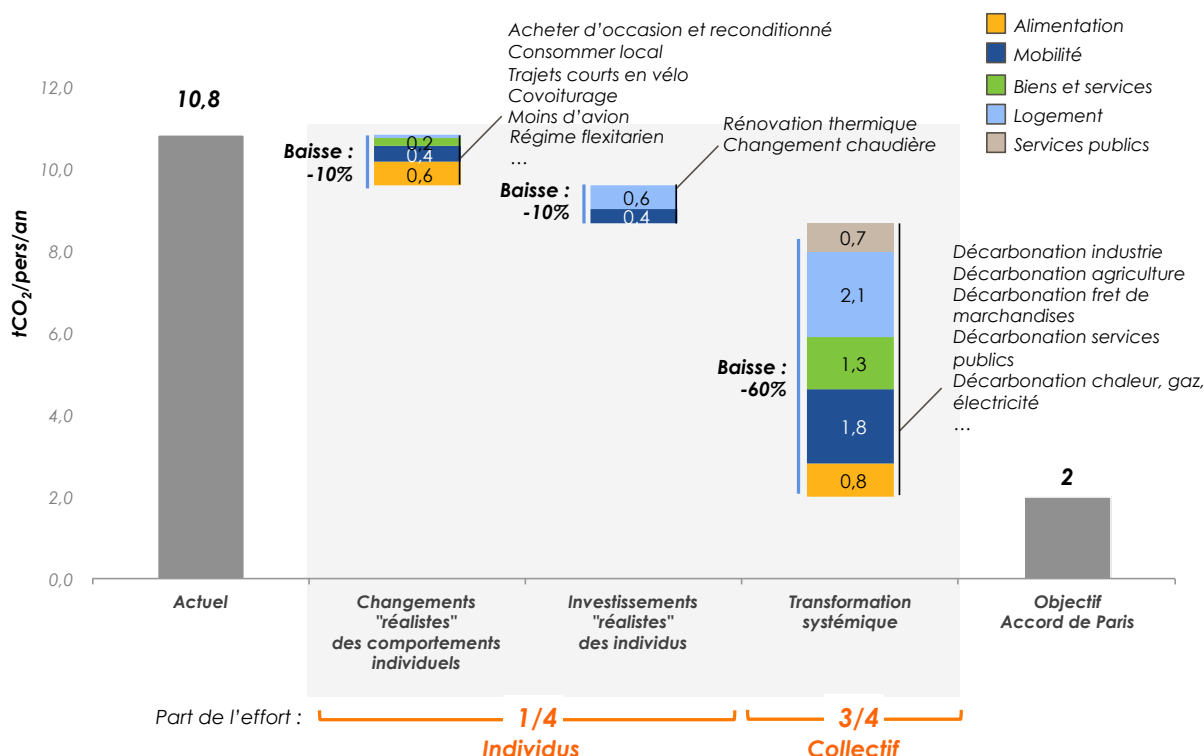 Acheter d’occasion et reconditionné
Consommer local
Trajets courts en vélo
Covoiturage
Moins d’avion
Régime flexitarien
…
Alimentation
Mobilité
Biens et services
Logement
Services publics
tCO2/pers/an
12,0
10,0
8,0
6,0
4,0
2,0
0,0
10,8
Baisse :
-10%
0,2
0,4
0,6
Rénovation thermique
Changement chaudière
Baisse :
-10%
0,6
0,4
Baisse :
-60%
0,7
2,1
1,3
1,8
0,8
Décarbonation industrie
Décarbonation agriculture
Décarbonation fret de
marchandises
Décarbonation services
publics
Décarbonation chaleur, gaz,
électricité
…
2
Actuel
Changements
"réalistes"
des comportements
individuels
Investissements
"réalistes"
des individus
Transformation
systémique
Objectif
Accord de Paris
Part de l’effort :
1/4
Individus
3/4
Collectif